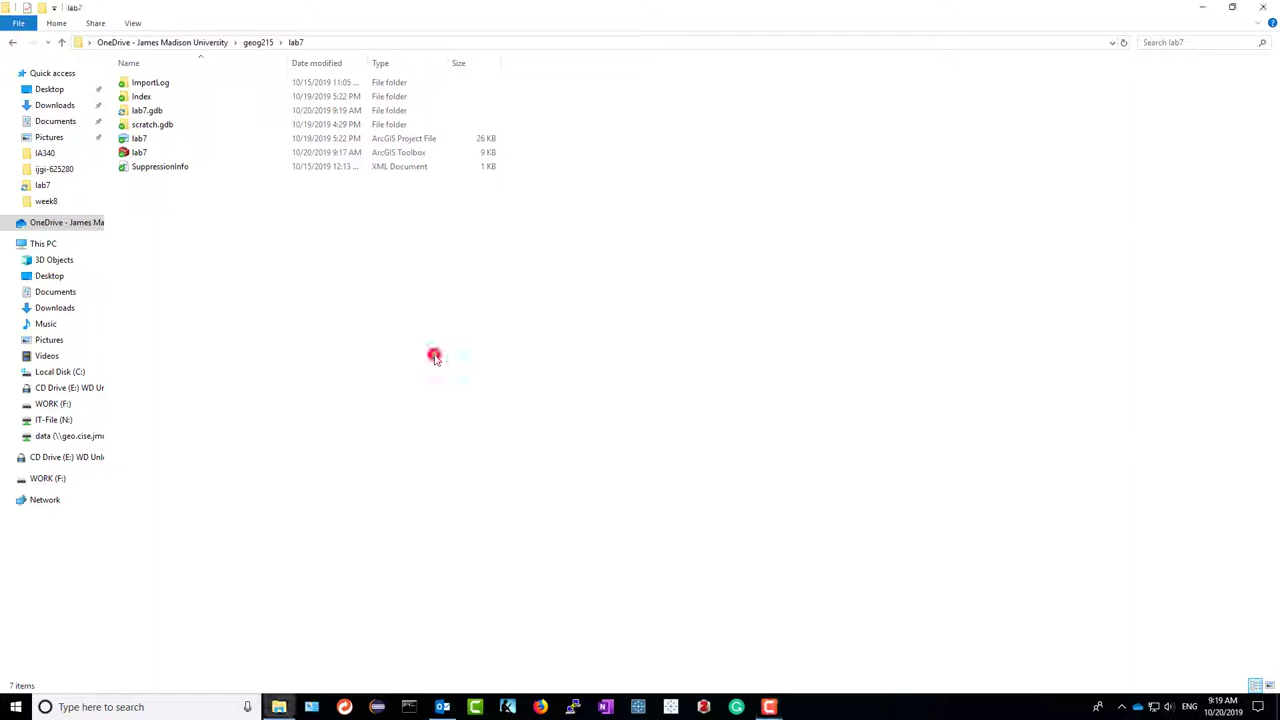 lab7
File Home Share View
OneDrive - James Madison University > geog215 > lab7
Search lab7
Name Date modified Type Size
ImportLog 10/15/2019 11:05 ... File folder
Index 10/19/2019 5:22 PM File folder
lab7.gdb 10/20/2019 9:19 AM File folder
scratch.gdb 10/19/2019 4:29 PM File folder
lab7 10/19/2019 5:22 PM ArcGIS Project File 26 KB
lab7 10/20/2019 9:17 AM ArcGIS Toolbox 9 KB
SuppressionInfo 10/15/2019 12:13 ... XML Document 1 KB
Quick access
Desktop
Downloads
Documents
Pictures
IA340
ijgi-625280
lab7
week8
OneDrive - James Ma
This PC
3D Objects
Desktop
Documents
Downloads
Music
Pictures
Videos
Local Disk (C:)
CD Drive (E:) WD Un
WORK (F:)
IT-File (N:)
data (\\geo.cise.jmu
CD Drive (E:) WD Unl
WORK (F:)
Network
7 items
Type here to search
ENG
9:19 AM
10/20/2019